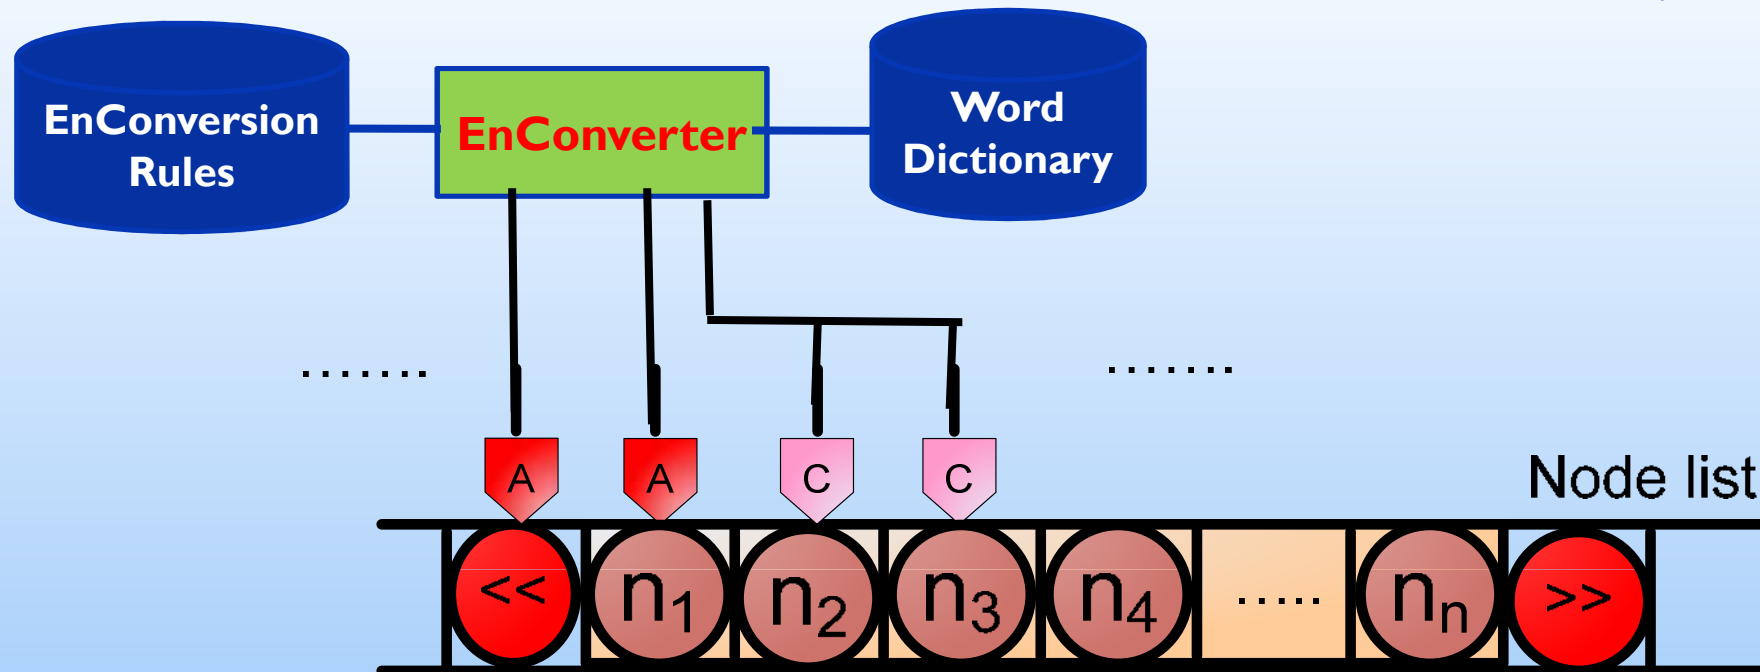 EnConversion
Rules
EnConverter
Word
Dictionary
.......
.......
A A C C
Node list
<< n₁ n₂ n₃ n₄ ..... nₙ >>